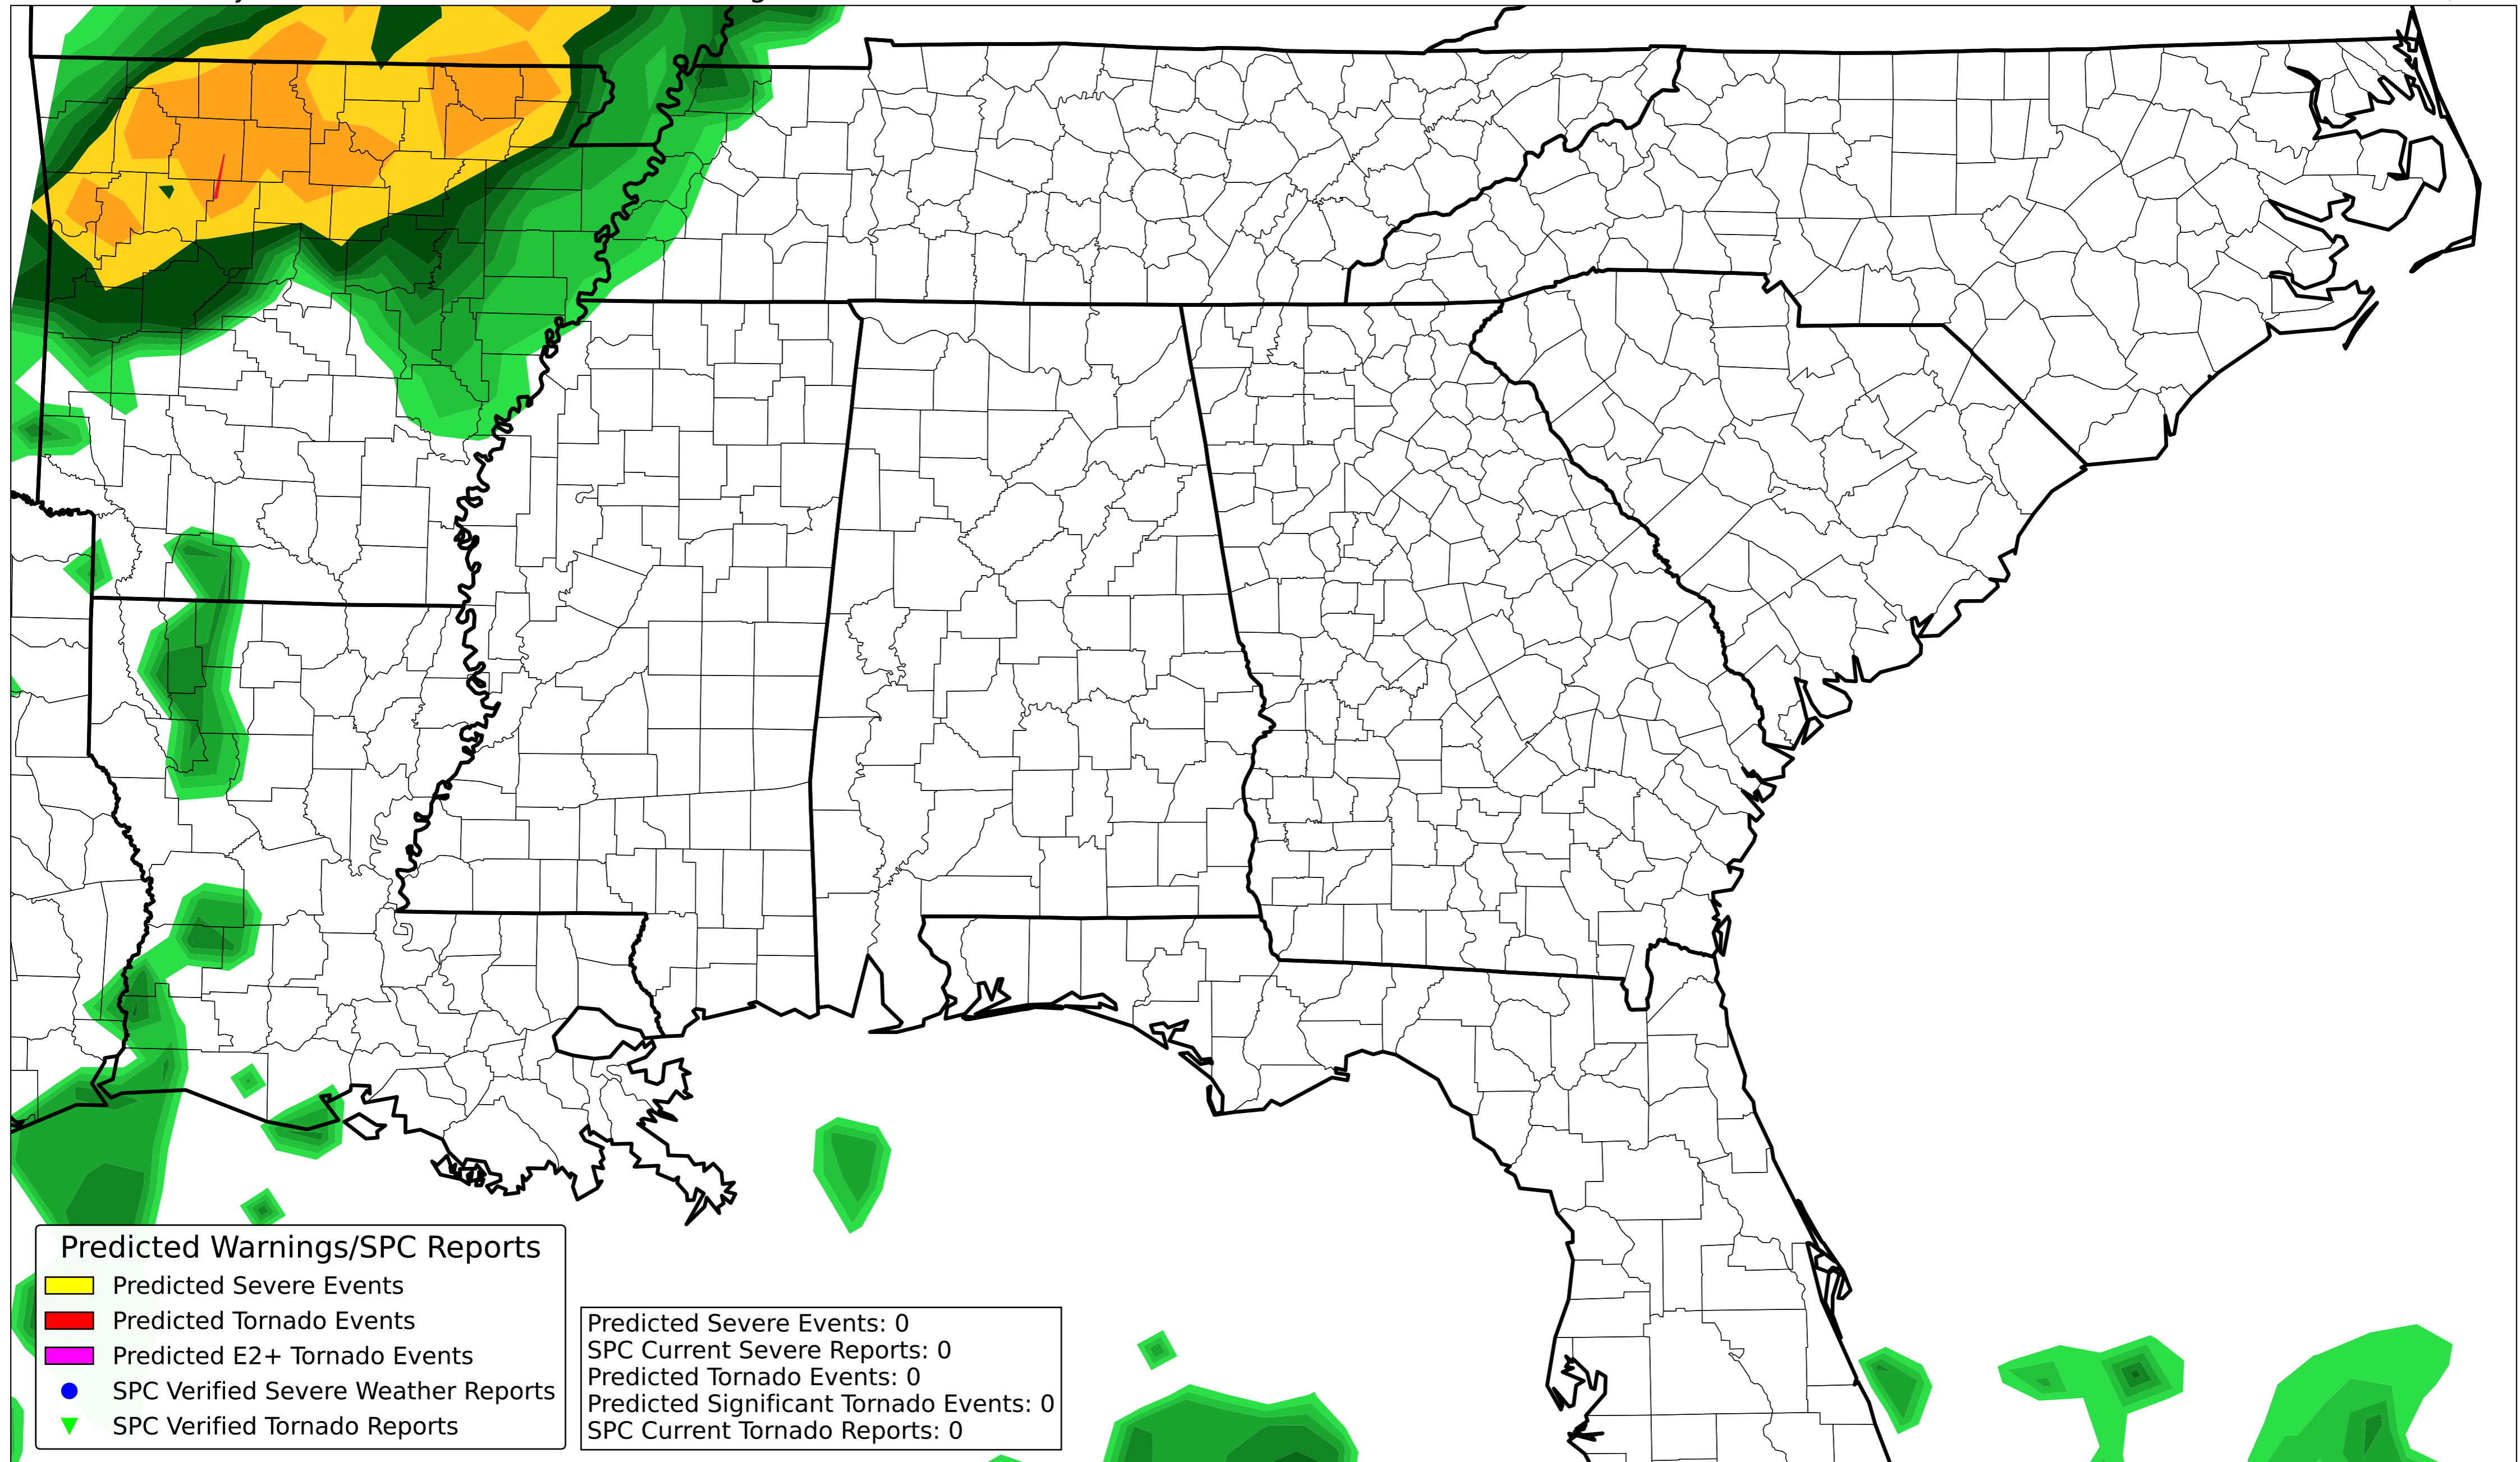 Predicted Warnings/SPC Reports
Predicted Severe Events
Predicted Tornado Events
Predicted E2+ Tornado Events
SPC Verified Severe Weather Reports
SPC Verified Tornado Reports
Predicted Severe Events: 0
SPC Current Severe Reports: 0
Predicted Tornado Events: 0
Predicted Significant Tornado Events: 0
SPC Current Tornado Reports: 0